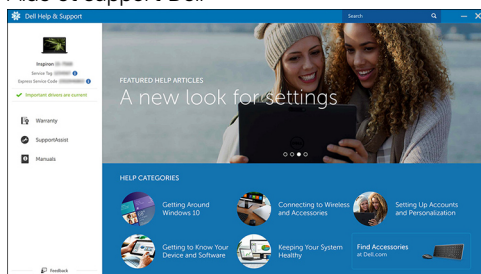 Dell Help & Support
Search
Inspiron
Service Tag
Express Service Code
Important drivers are current
Warranty
SupportAssist
Manuals
Feedback
FEATURED HELP ARTICLES
A new look for settings
HELP CATEGORIES
Getting Around
Windows 10
Connecting to Wireless
and Accessories
Setting Up Accounts
and Personalization
Getting to Know Your
Device and Software
Keeping Your System
Healthy
Find Accessories
at Dell.com